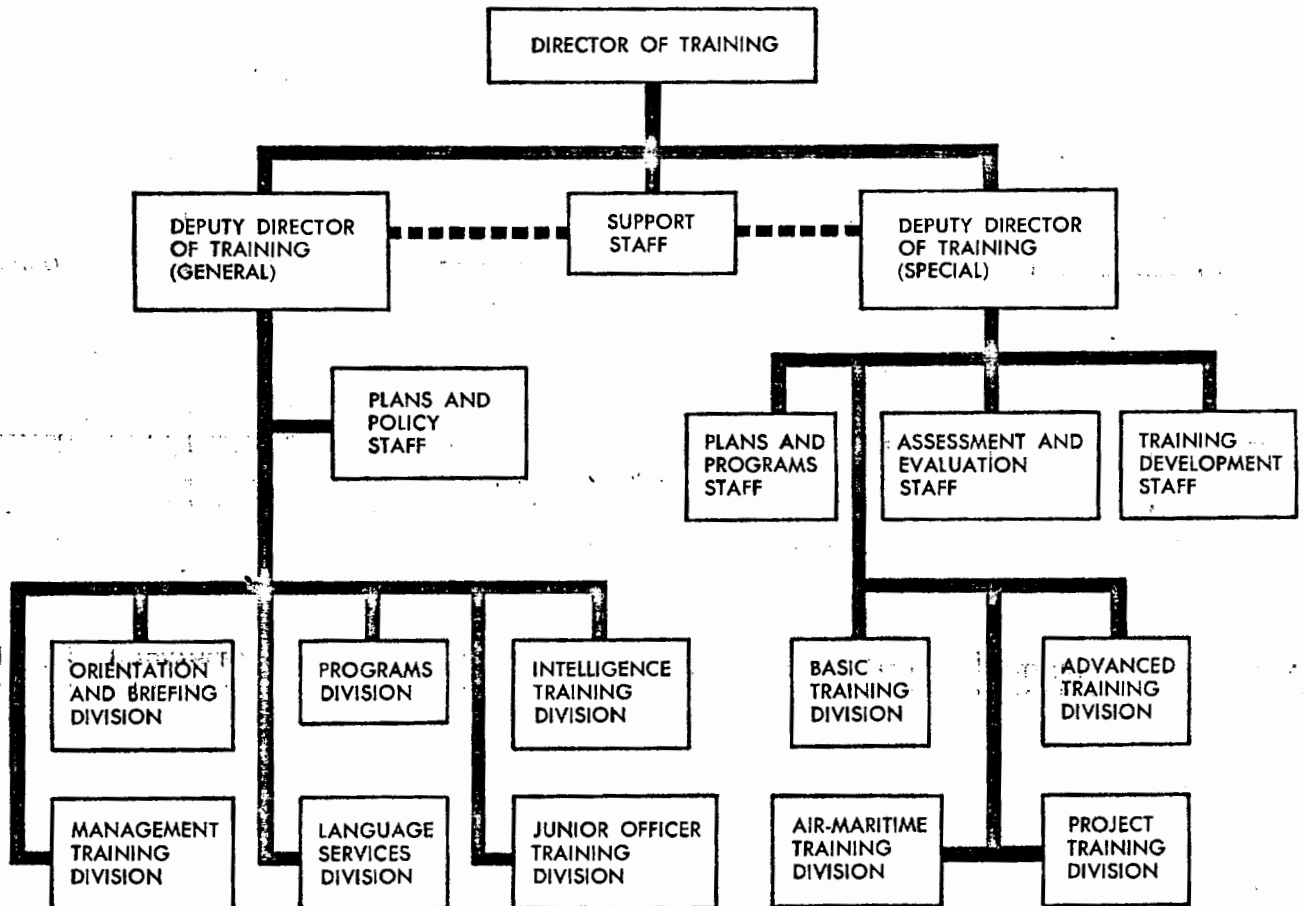 DIRECTOR OF TRAINING
DEPUTY DIRECTOR
OF TRAINING
(GENERAL)
SUPPORT
STAFF
DEPUTY DIRECTOR
OF TRAINING
(SPECIAL)
PLANS AND
POLICY
STAFF
PLANS AND
PROGRAMS
STAFF
ASSESSMENT AND
EVALUATION
STAFF
TRAINING
DEVELOPMENT
STAFF
ORIENTATION
AND BRIEFING
DIVISION
PROGRAMS
DIVISION
INTELLIGENCE
TRAINING
DIVISION
BASIC
TRAINING
DIVISION
ADVANCED
TRAINING
DIVISION
MANAGEMENT
TRAINING
DIVISION
LANGUAGE
SERVICES
DIVISION
JUNIOR OFFICER
TRAINING
DIVISION
AIR-MARITIME
TRAINING
DIVISION
PROJECT
TRAINING
DIVISION